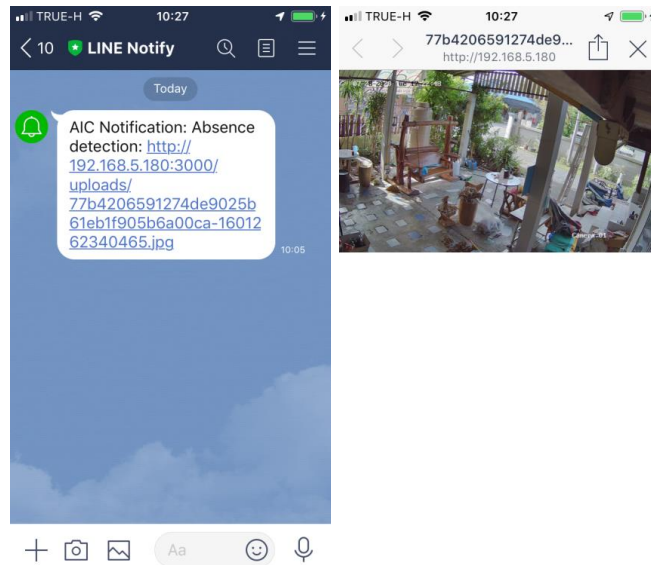 TRUE-H 10:27
10 LINE Notify
Today
AIC Notification: Absence
detection: http://
192.168.5.180:3000/
uploads/
77b4206591274de9025b
61eb1f905b6a00ca-16012
62340465.jpg
10:05
Aa
TRUE-H 10:27
77b4206591274de9...
http://192.168.5.180
Camera 01